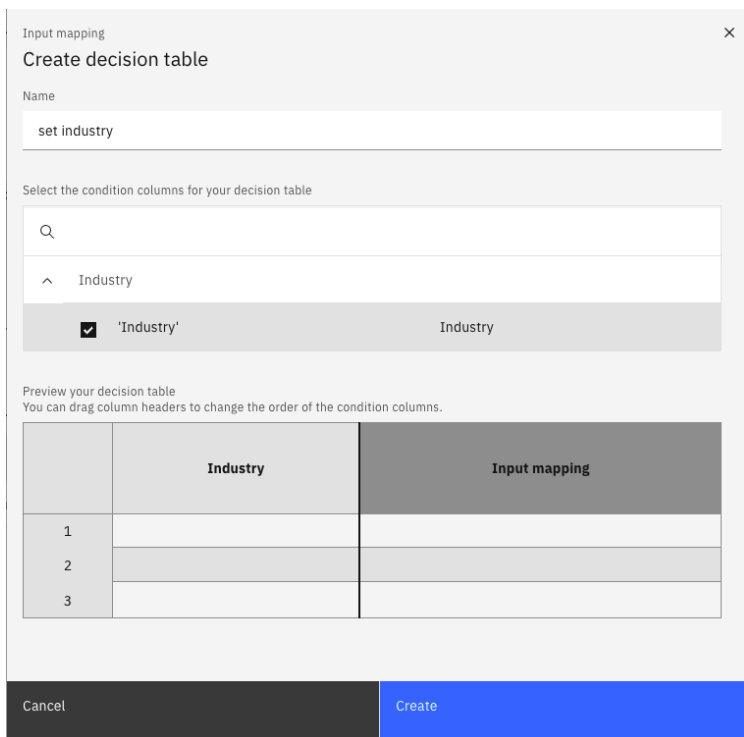 Input mapping
Create decision table
Name
set industry
Select the condition columns for your decision table
Industry
'Industry' Industry
Preview your decision table
You can drag column headers to change the order of the condition columns.
Industry Input mapping
1
2
3
Cancel Create